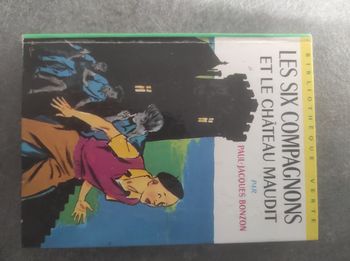 BIBLIOTHÈQUE VERTE
LES SIX COMPAGNONS
ET LE CHÂTEAU MAUDIT
PAR
PAUL-JACQUES BONZON